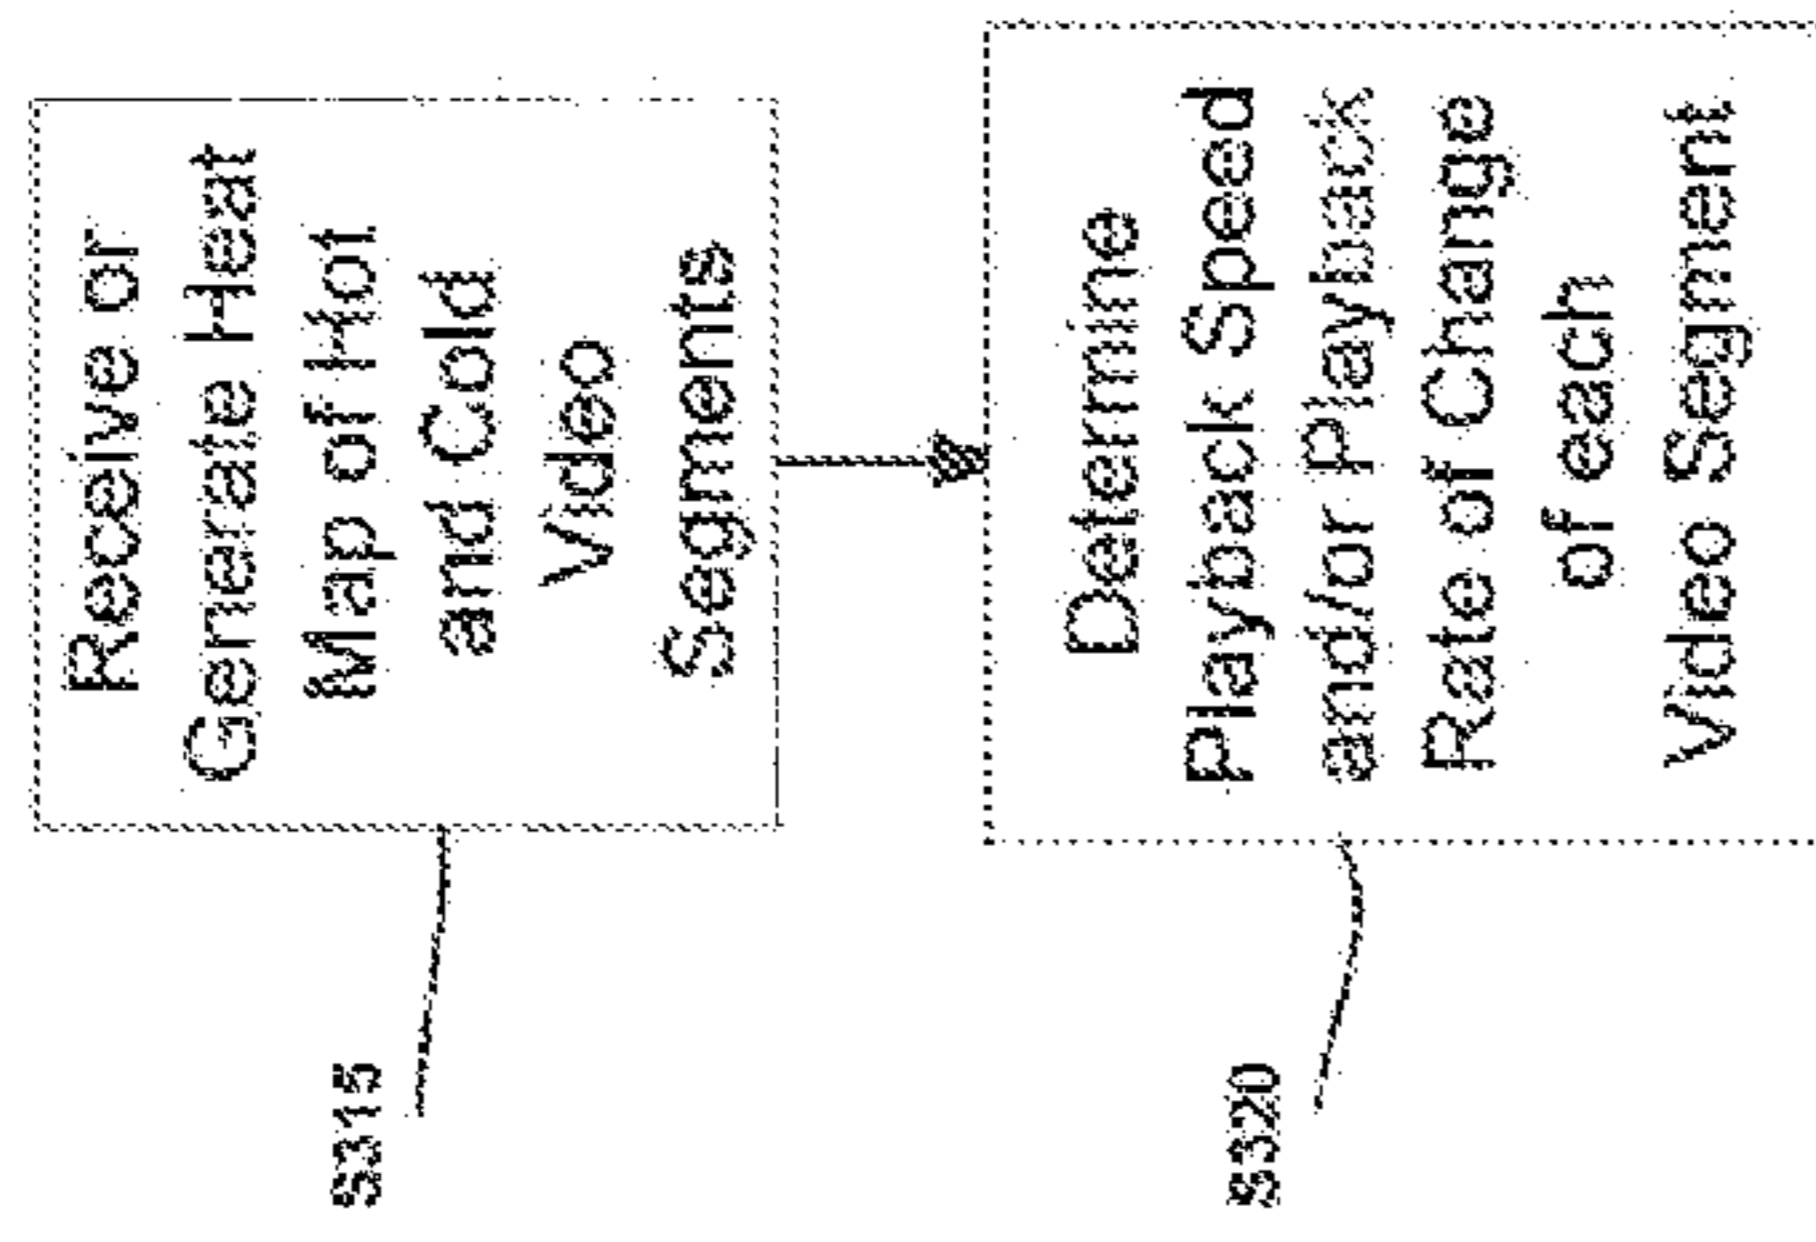 Receive or
Generate Heat
Map of Hot
and Cold
Video
Segments
S315
Determine
Playback Speed
and/or Playback
Rate of Change
of each
Video Segment
S320